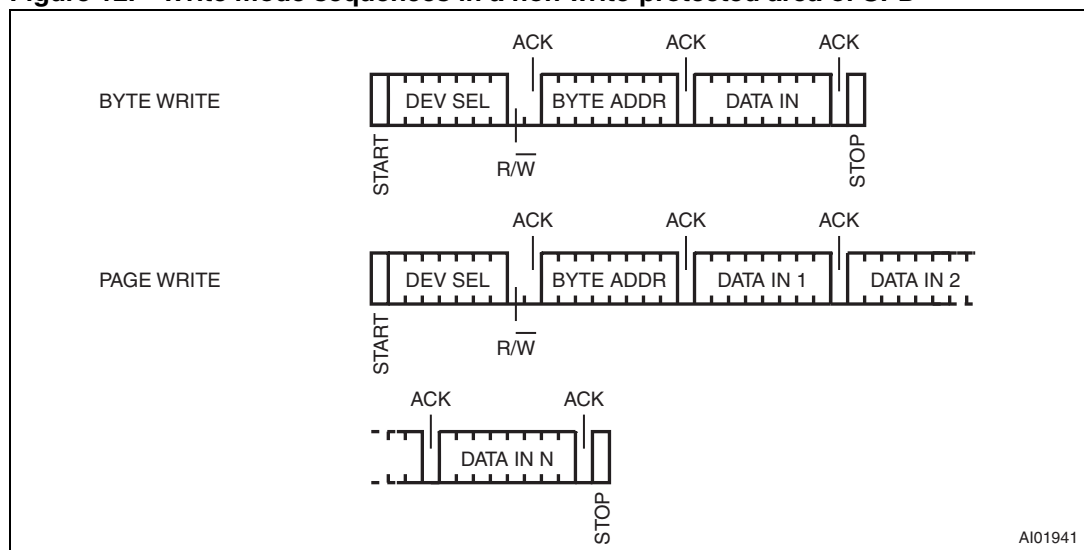 Figure 12. Write mode sequences in a non write-protected area of SPD
ACK ACK ACK
BYTE WRITE DEV SEL BYTE ADDR DATA IN
START R/W STOP
ACK ACK ACK
PAGE WRITE DEV SEL BYTE ADDR DATA IN 1 DATA IN 2
START R/W
ACK ACK
DATA IN N
STOP
AI01941